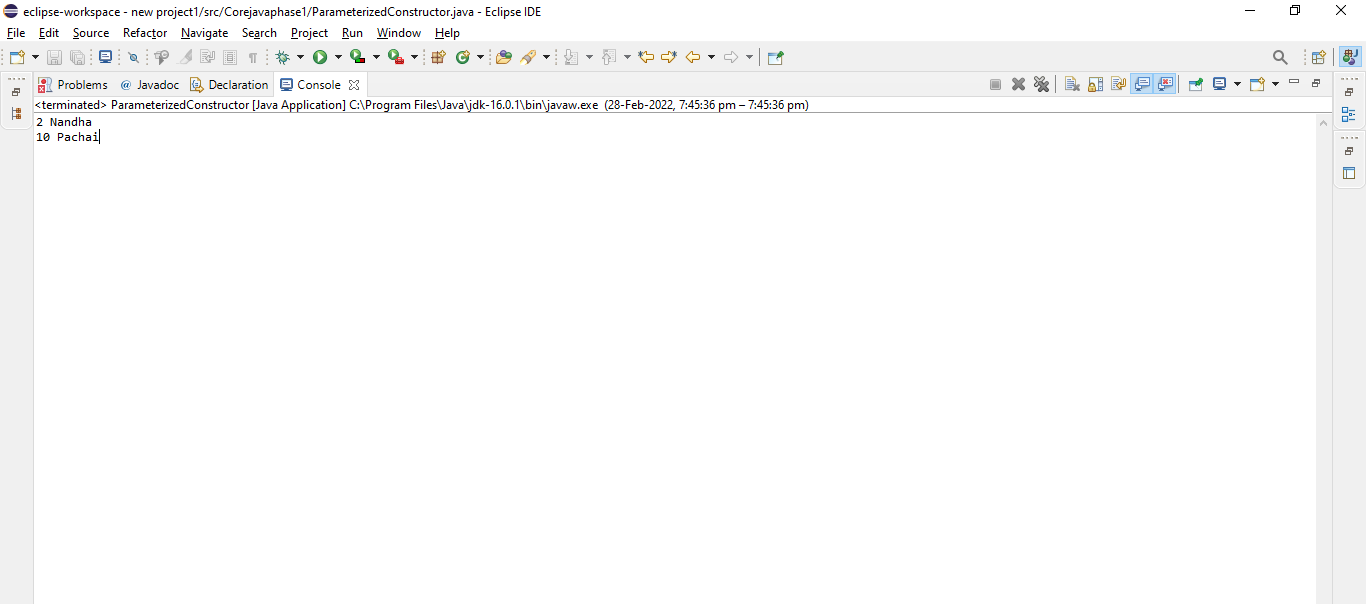 eclipse-workspace - new project1/src/Corejavaphase1/ParameterizedConstructor.java - Eclipse IDE
File Edit Source Refactor Navigate Search Project Run Window Help
Problems @ Javadoc Declaration Console
<terminated> ParameterizedConstructor [Java Application] C:\Program Files\Java\jdk-16.0.1\bin\javaw.exe (28-Feb-2022, 7:45:36 pm – 7:45:36 pm)
2 Nandha
10 Pachai